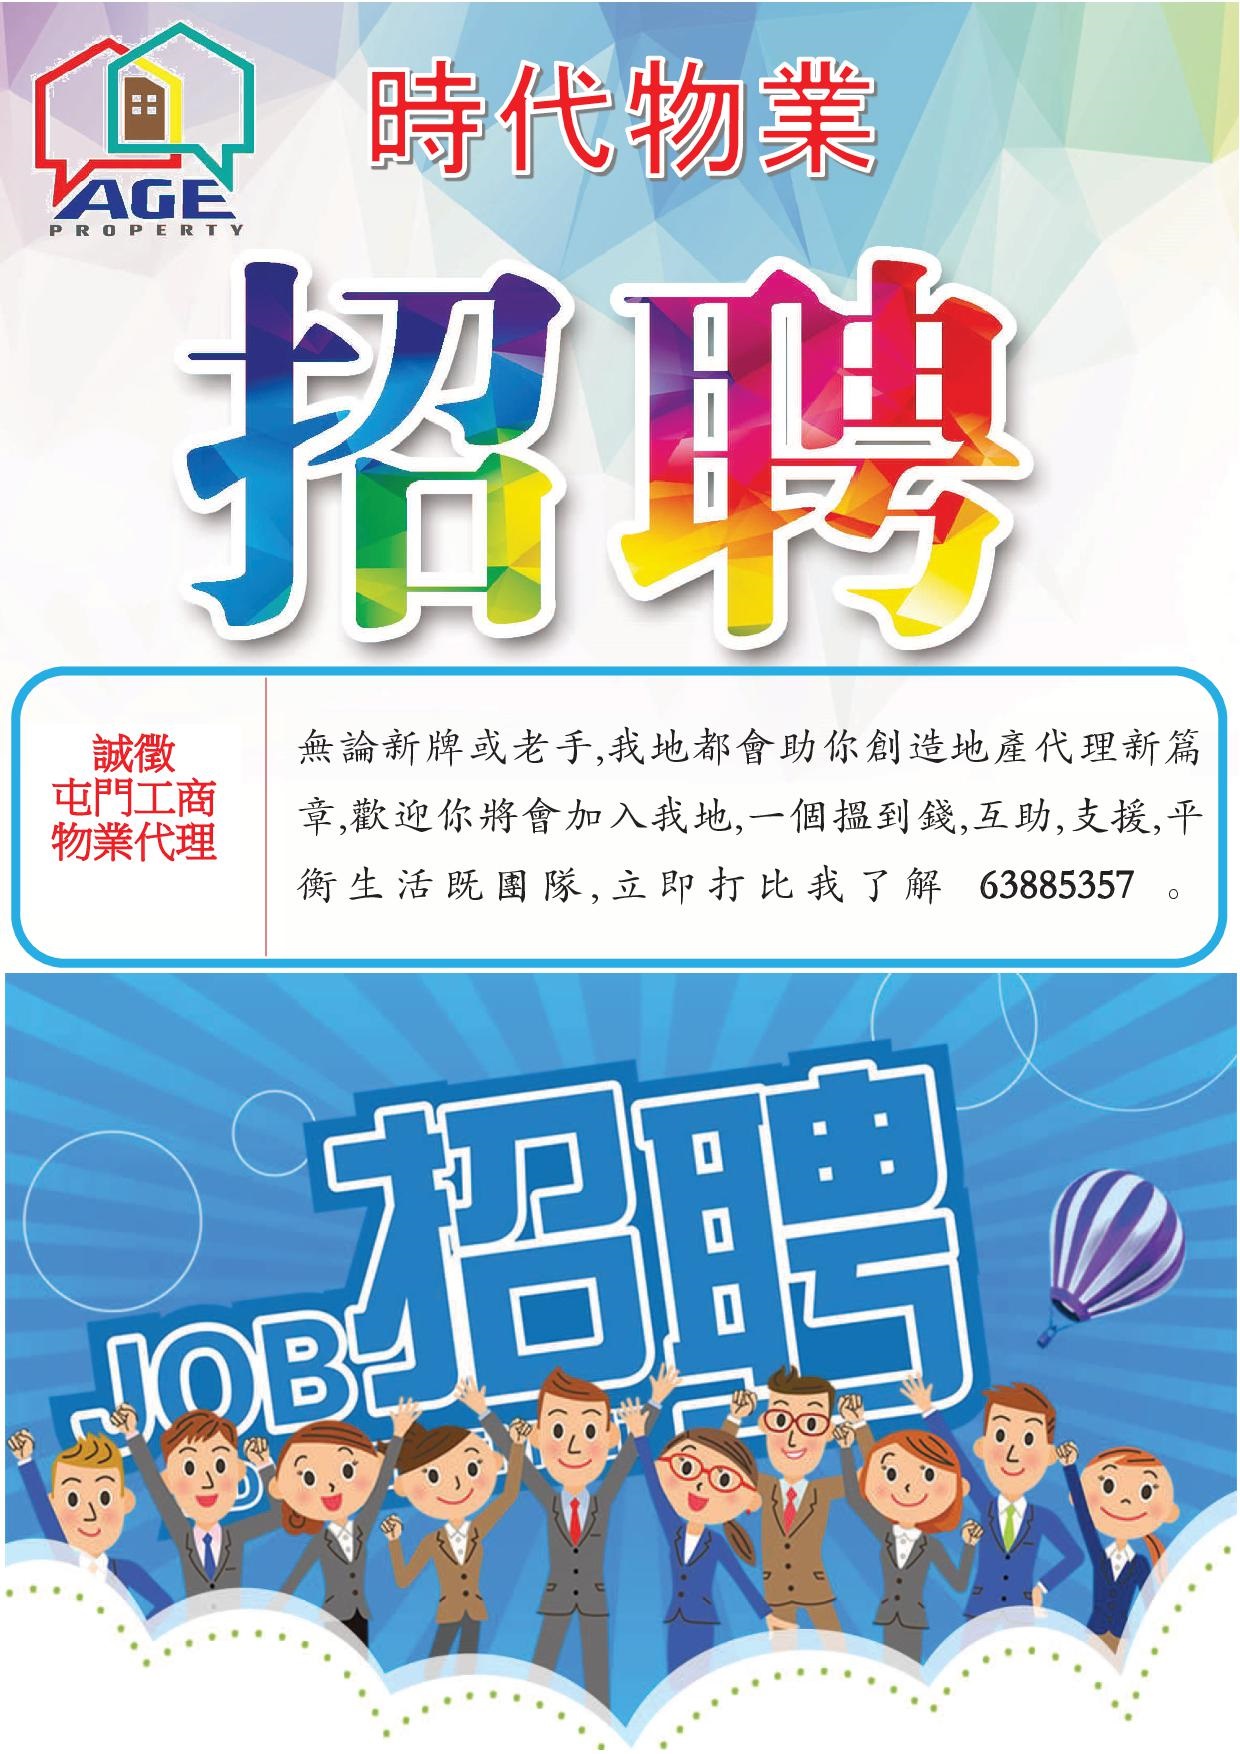 AGE
PROPERTY
時代物業
招聘
誠徵
屯門工商
物業代理
無論新牌或老手,我地都會助你創造地產代理新篇
章,歡迎你將會加入我地,一個搵到錢,互助,支援,平
衡生活既團隊,立即打比我了解 63885357 。
招聘
JOB